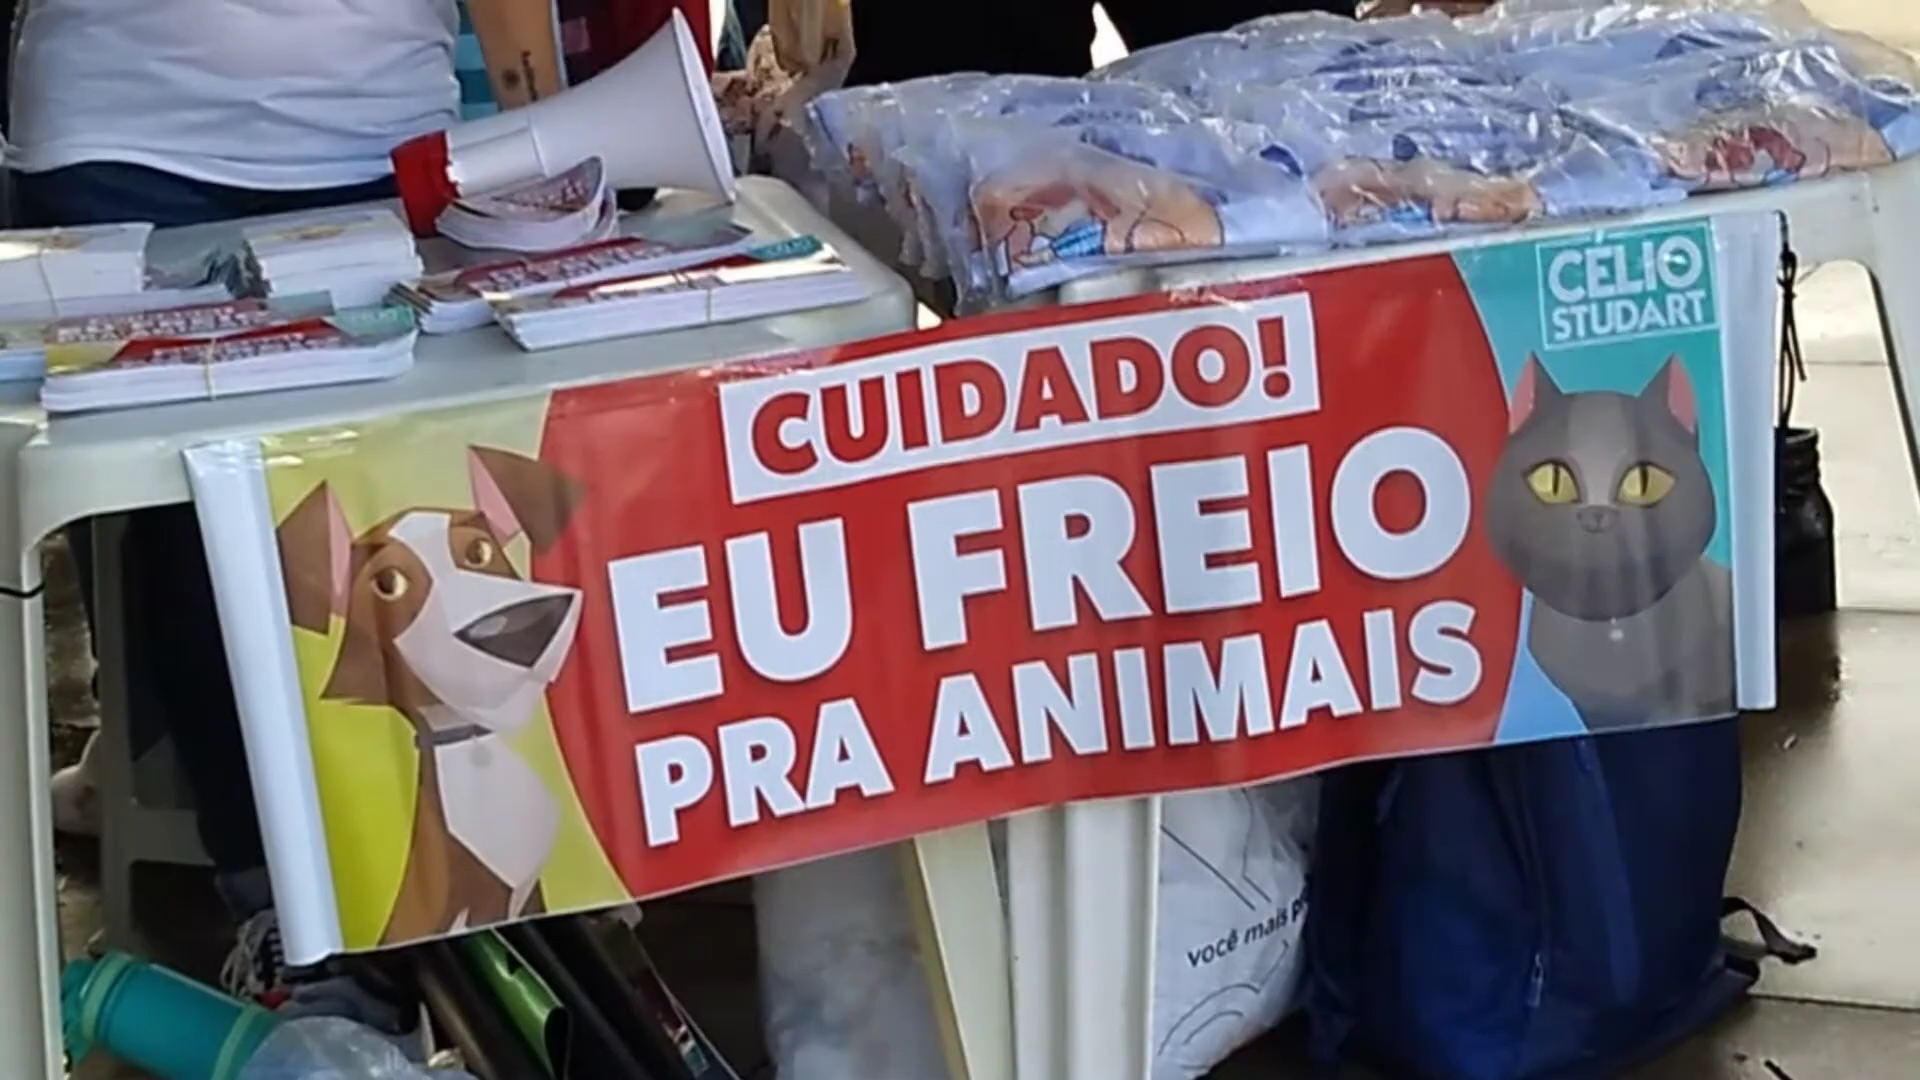 CÉLIO
STUDART
CUIDADO!
EU FREIO
PRA ANIMAIS
você mais